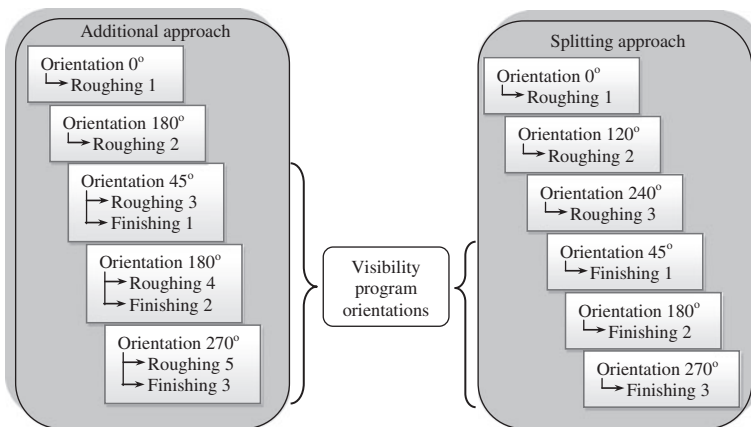 Additional approach
Orientation 0°
Roughing 1
Orientation 180°
Roughing 2
Orientation 45°
Roughing 3
Finishing 1
Orientation 180°
Roughing 4
Finishing 2
Orientation 270°
Roughing 5
Finishing 3
Visibility
program
orientations
Splitting approach
Orientation 0°
Roughing 1
Orientation 120°
Roughing 2
Orientation 240°
Roughing 3
Orientation 45°
Finishing 1
Orientation 180°
Finishing 2
Orientation 270°
Finishing 3